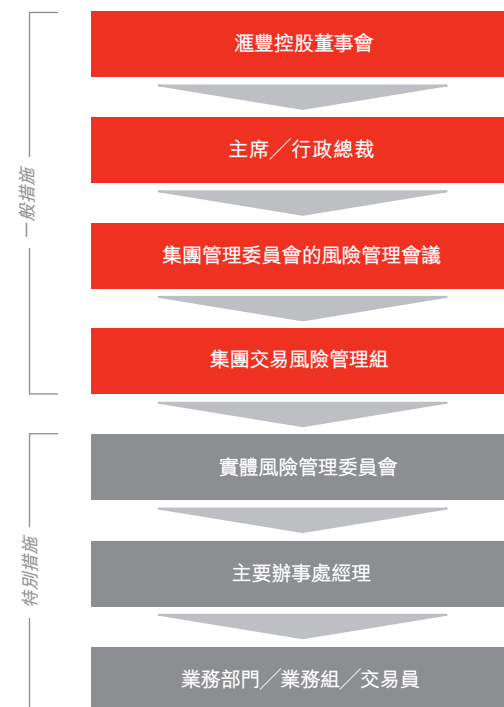 滙豐控股董事會
主席╱行政總裁
一般措施
集團管理委員會的風險管理會議
集團交易風險管理組
實體風險管理委員會
主要辦事處經理
特別措施
業務部門╱業務組╱交易員